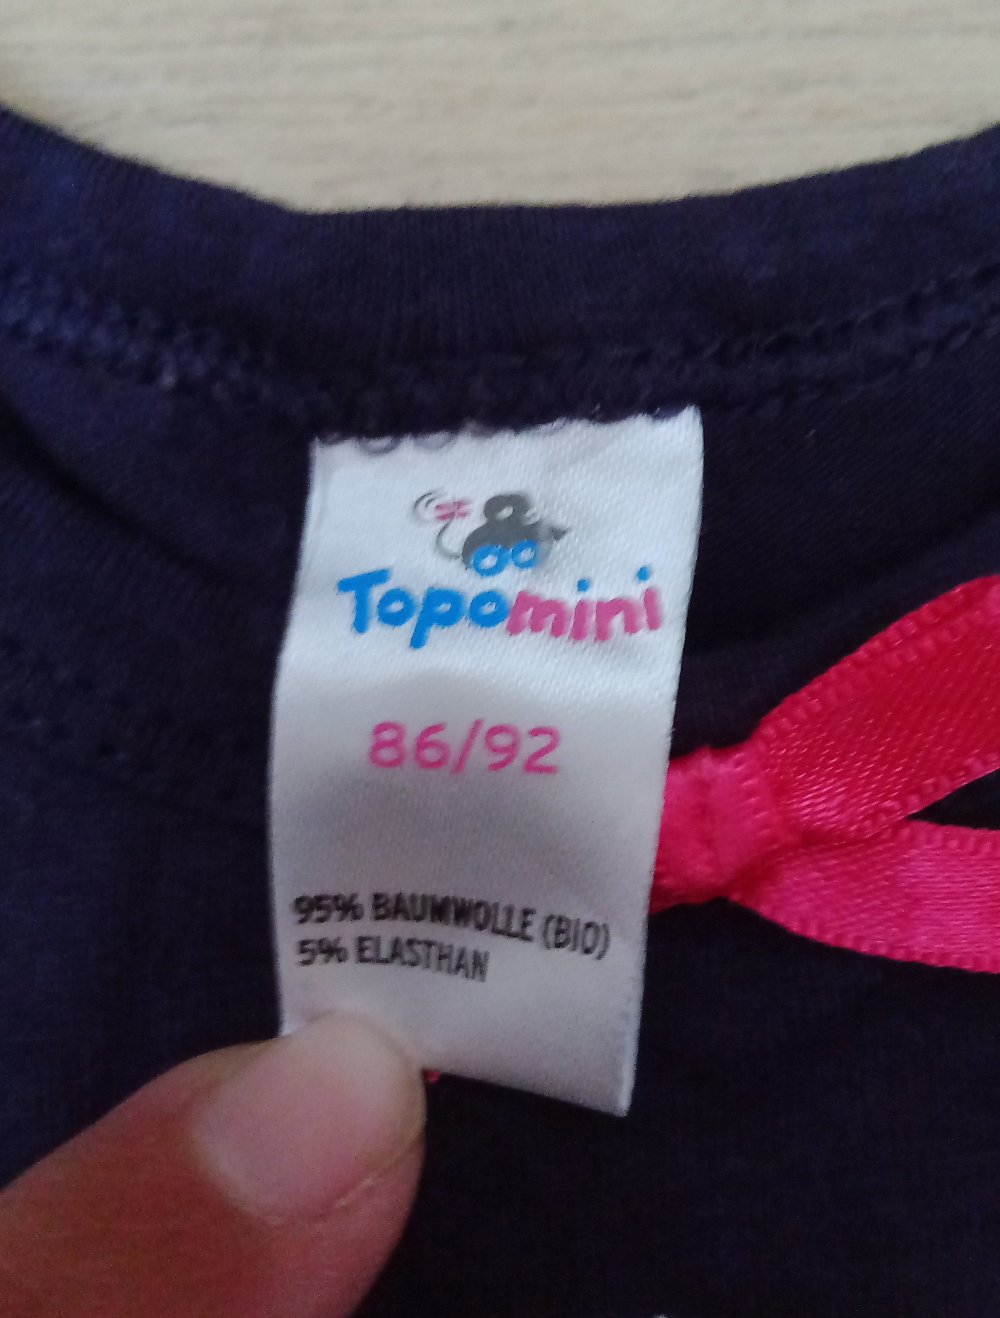 Topomini
86/92
95% BAUMWOLLE (BIO)
5% ELASTHAN